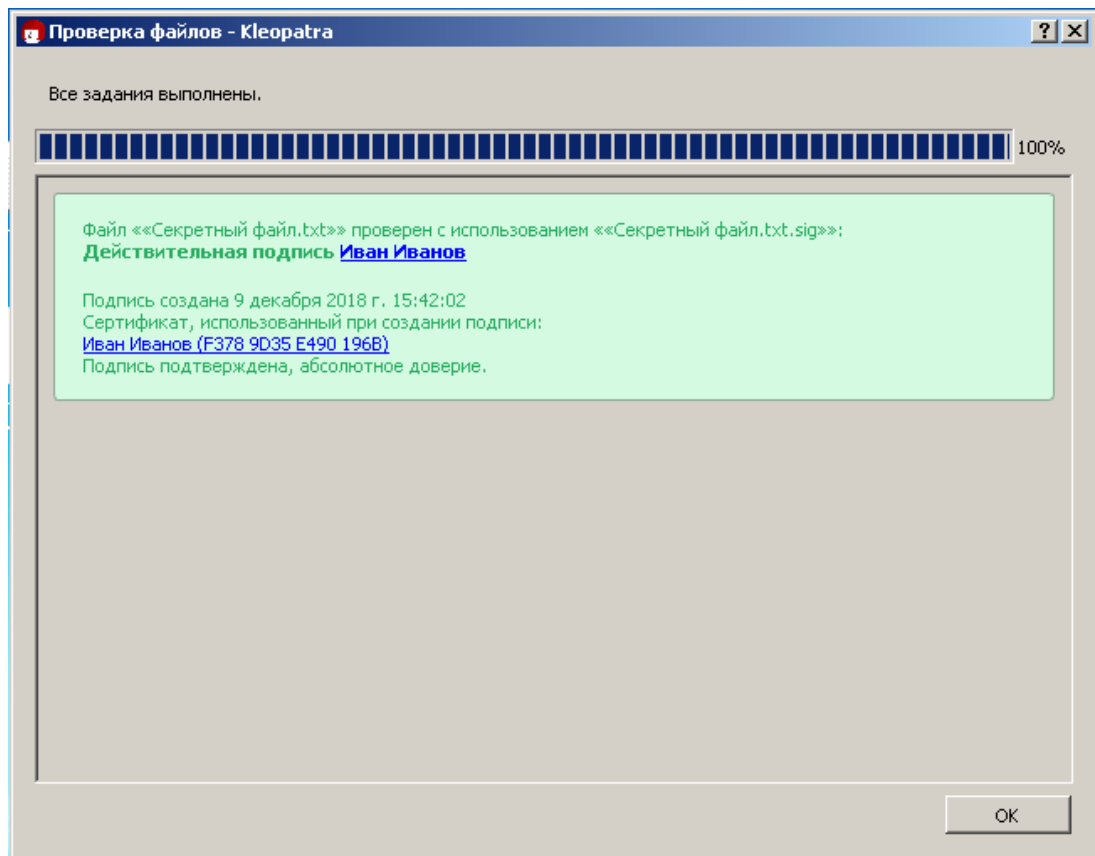 Проверка файлов - Kleopatra
Все задания выполнены.
100%
Файл ««Секретный файл.txt»» проверен с использованием ««Секретный файл.txt.sig»»:
Действительная подпись Иван Иванов
Подпись создана 9 декабря 2018 г. 15:42:02
Сертификат, использованный при создании подписи:
Иван Иванов (F378 9D35 E490 196B)
Подпись подтверждена, абсолютное доверие.
OK